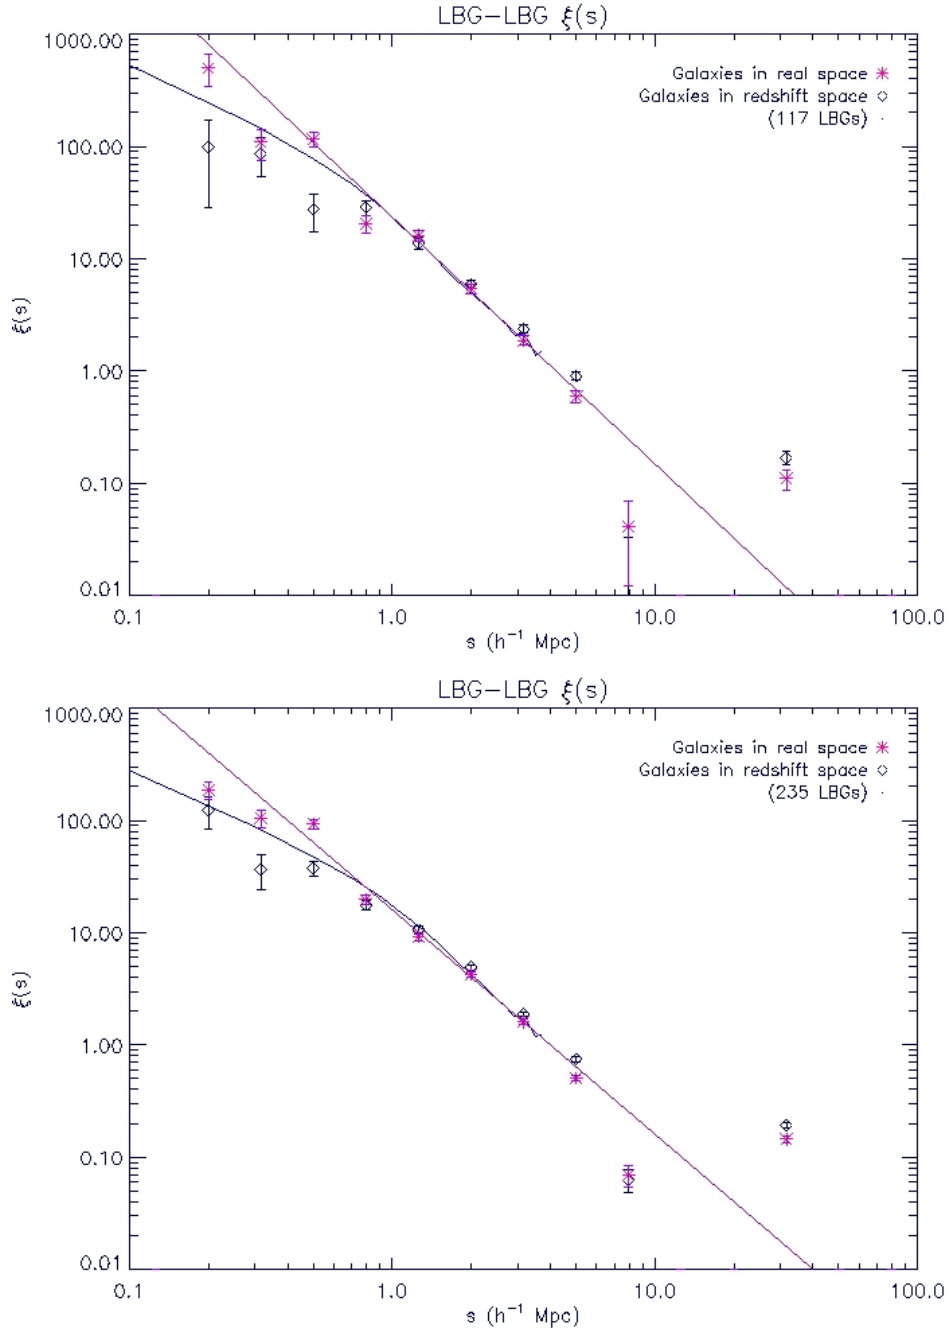 LBG−LBG ξ(s)
1000.00
100.00
10.00
1.00
0.10
0.01
ξ(s)
Galaxies in real space
Galaxies in redshift space
(117 LBGs)
0.1
1.0
10.0
100.0
s (h⁻¹ Mpc)
LBG−LBG ξ(s)
1000.00
100.00
10.00
1.00
0.10
0.01
ξ(s)
Galaxies in real space
Galaxies in redshift space
(235 LBGs)
0.1
1.0
10.0
100.0
s (h⁻¹ Mpc)